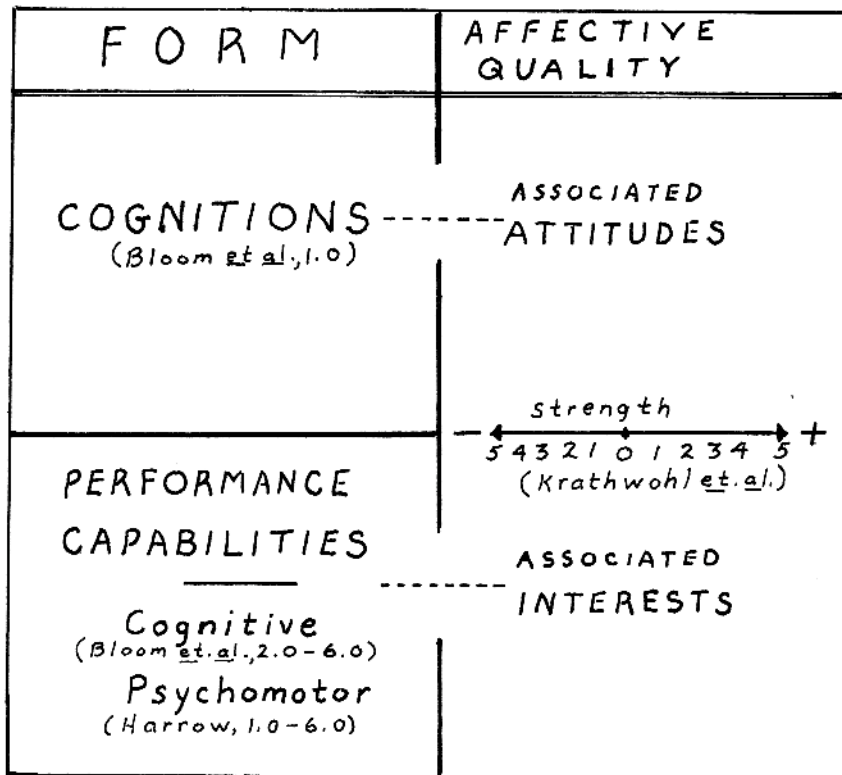 FORM
AFFECTIVE
QUALITY
COGNITIONS
(Bloom et al., 1.0)
ASSOCIATED
ATTITUDES
strength
- +
5 4 3 2 1 0 1 2 3 4 5
(Krathwohl et. al.)
PERFORMANCE
CAPABILITIES
Cognitive
(Bloom et. al., 2.0-6.0)
Psychomotor
(Harrow, 1.0-6.0)
ASSOCIATED
INTERESTS